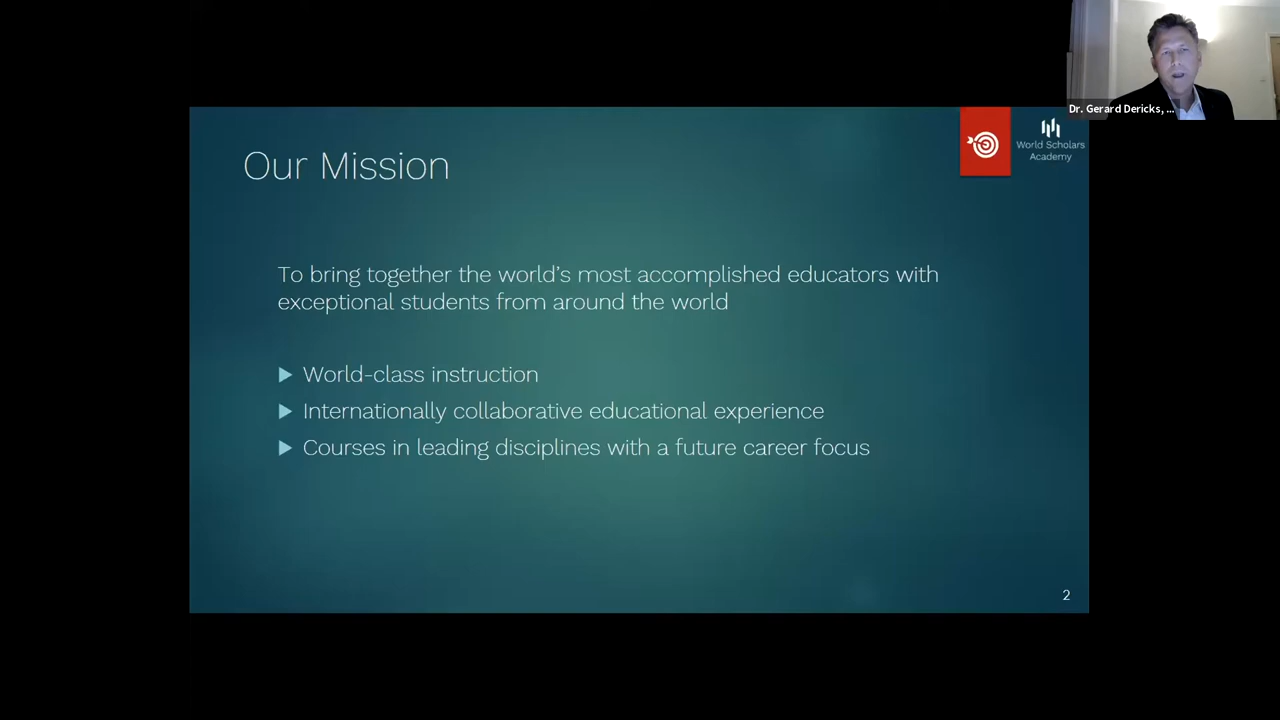 Dr. Gerard Dericks, ...
World Scholars
Academy
Our Mission
To bring together the world's most accomplished educators with
exceptional students from around the world
World-class instruction
Internationally collaborative educational experience
Courses in leading disciplines with a future career focus
2